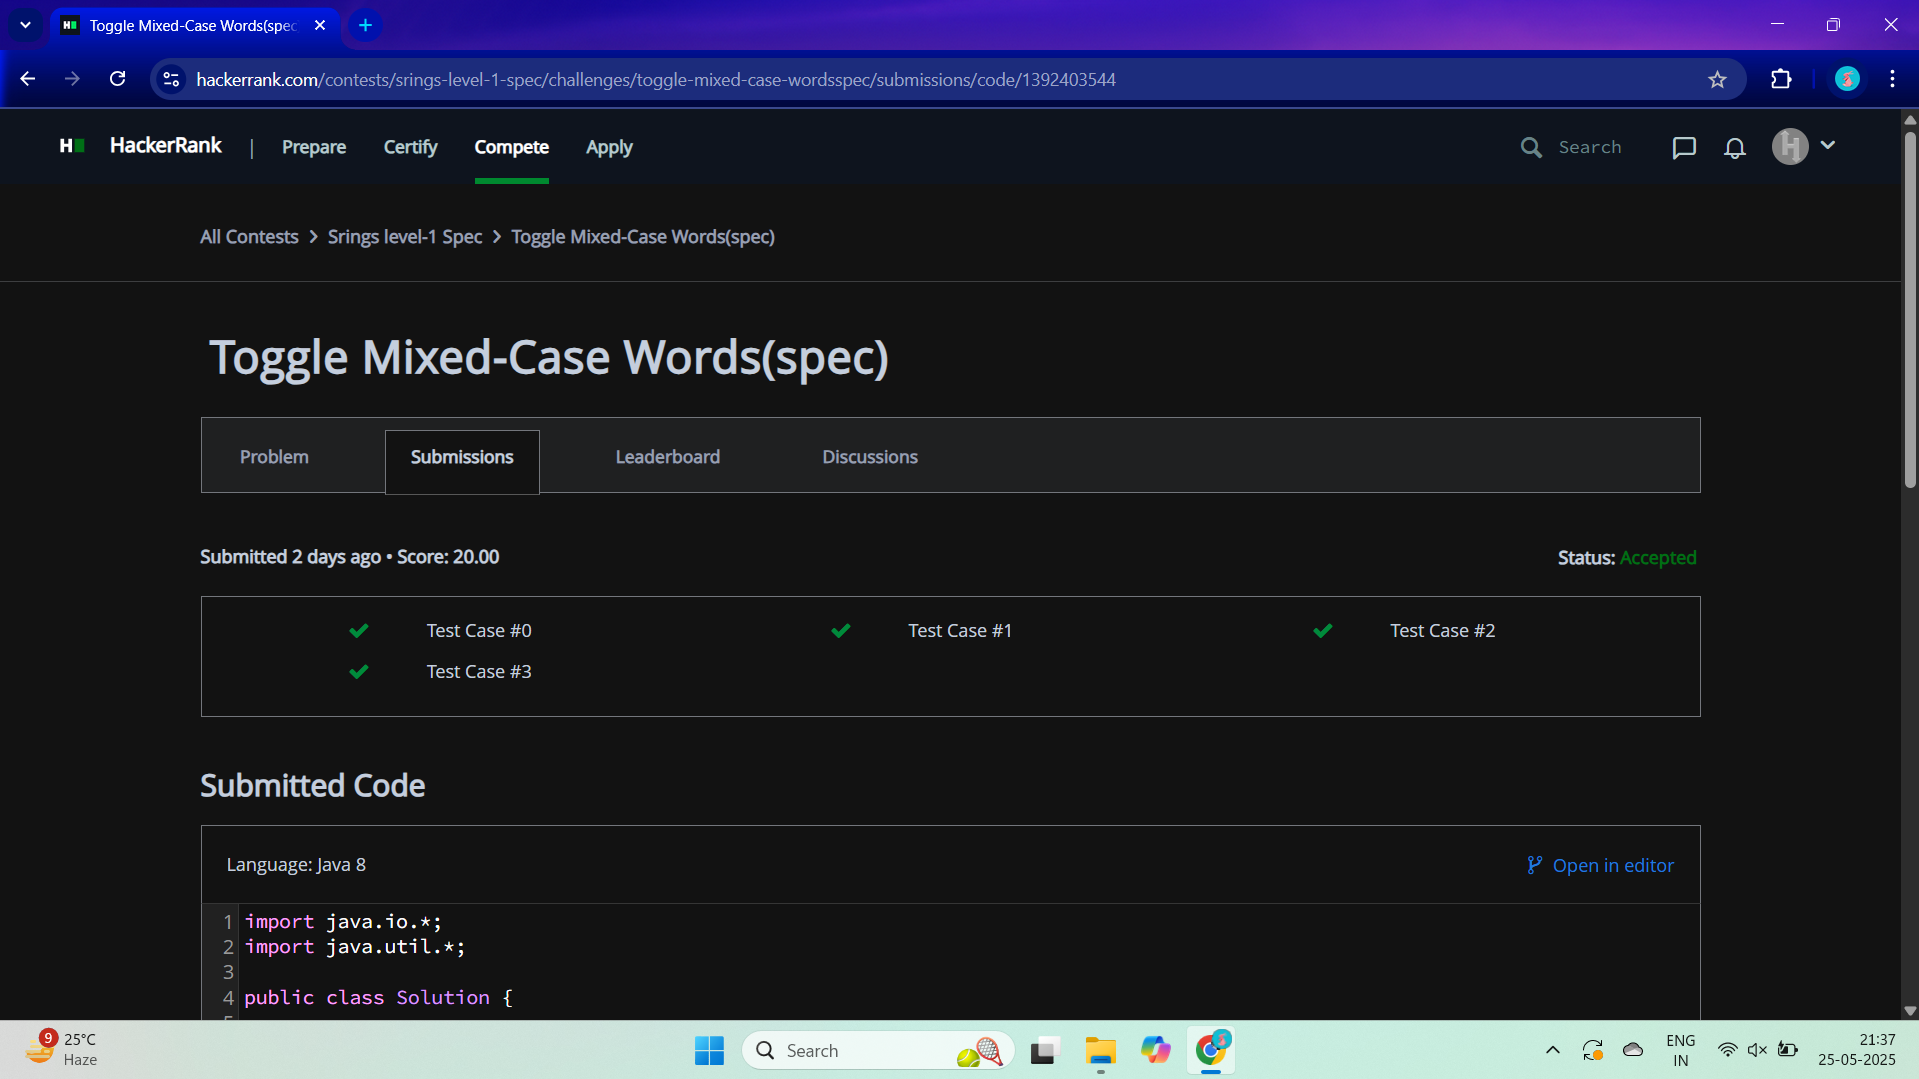 Toggle Mixed-Case Words(spec
hackerrank.com/contests/srings-level-1-spec/challenges/toggle-mixed-case-wordsspec/submissions/code/1392403544
H HackerRank | Prepare Certify Compete Apply Search H
All Contests > Srings level-1 Spec > Toggle Mixed-Case Words(spec)
Toggle Mixed-Case Words(spec)
Problem Submissions Leaderboard Discussions
Submitted 2 days ago • Score: 20.00 Status: Accepted
Test Case #0 Test Case #1 Test Case #2
Test Case #3
Submitted Code
Language: Java 8 Open in editor
1 import java.io.*;
2 import java.util.*;
3
4 public class Solution {
5
9 25°C
Haze
Search
ENG
IN
21:37
25-05-2025